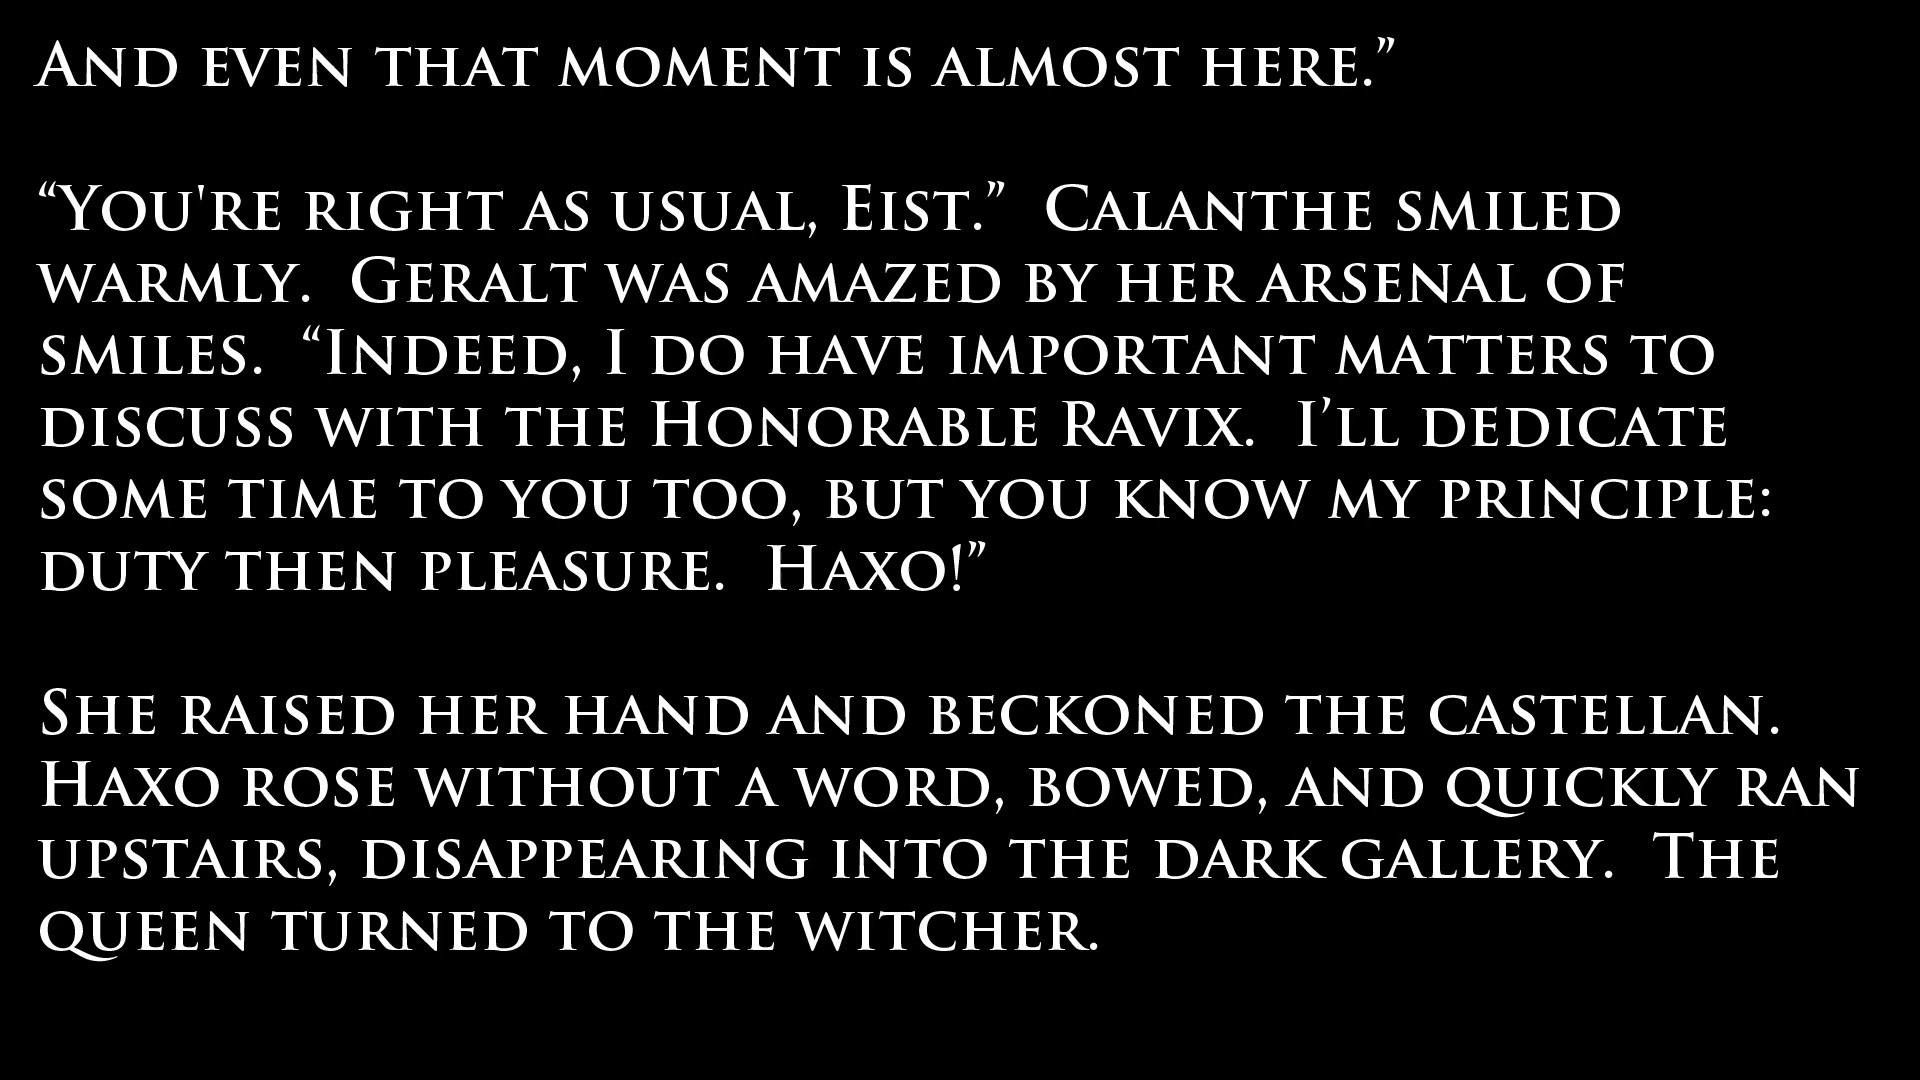 And even that moment is almost here.”
“You're right as usual, Eist.”  Calanthe smiled
warmly.  Geralt was amazed by her arsenal of
smiles.  “Indeed, I do have important matters to
discuss with the Honorable Ravix.  I’ll dedicate
some time to you too, but you know my principle:
duty then pleasure.  Haxo!”
She raised her hand and beckoned the castellan.
Haxo rose without a word, bowed, and quickly ran
upstairs, disappearing into the dark gallery.  The
queen turned to the witcher.